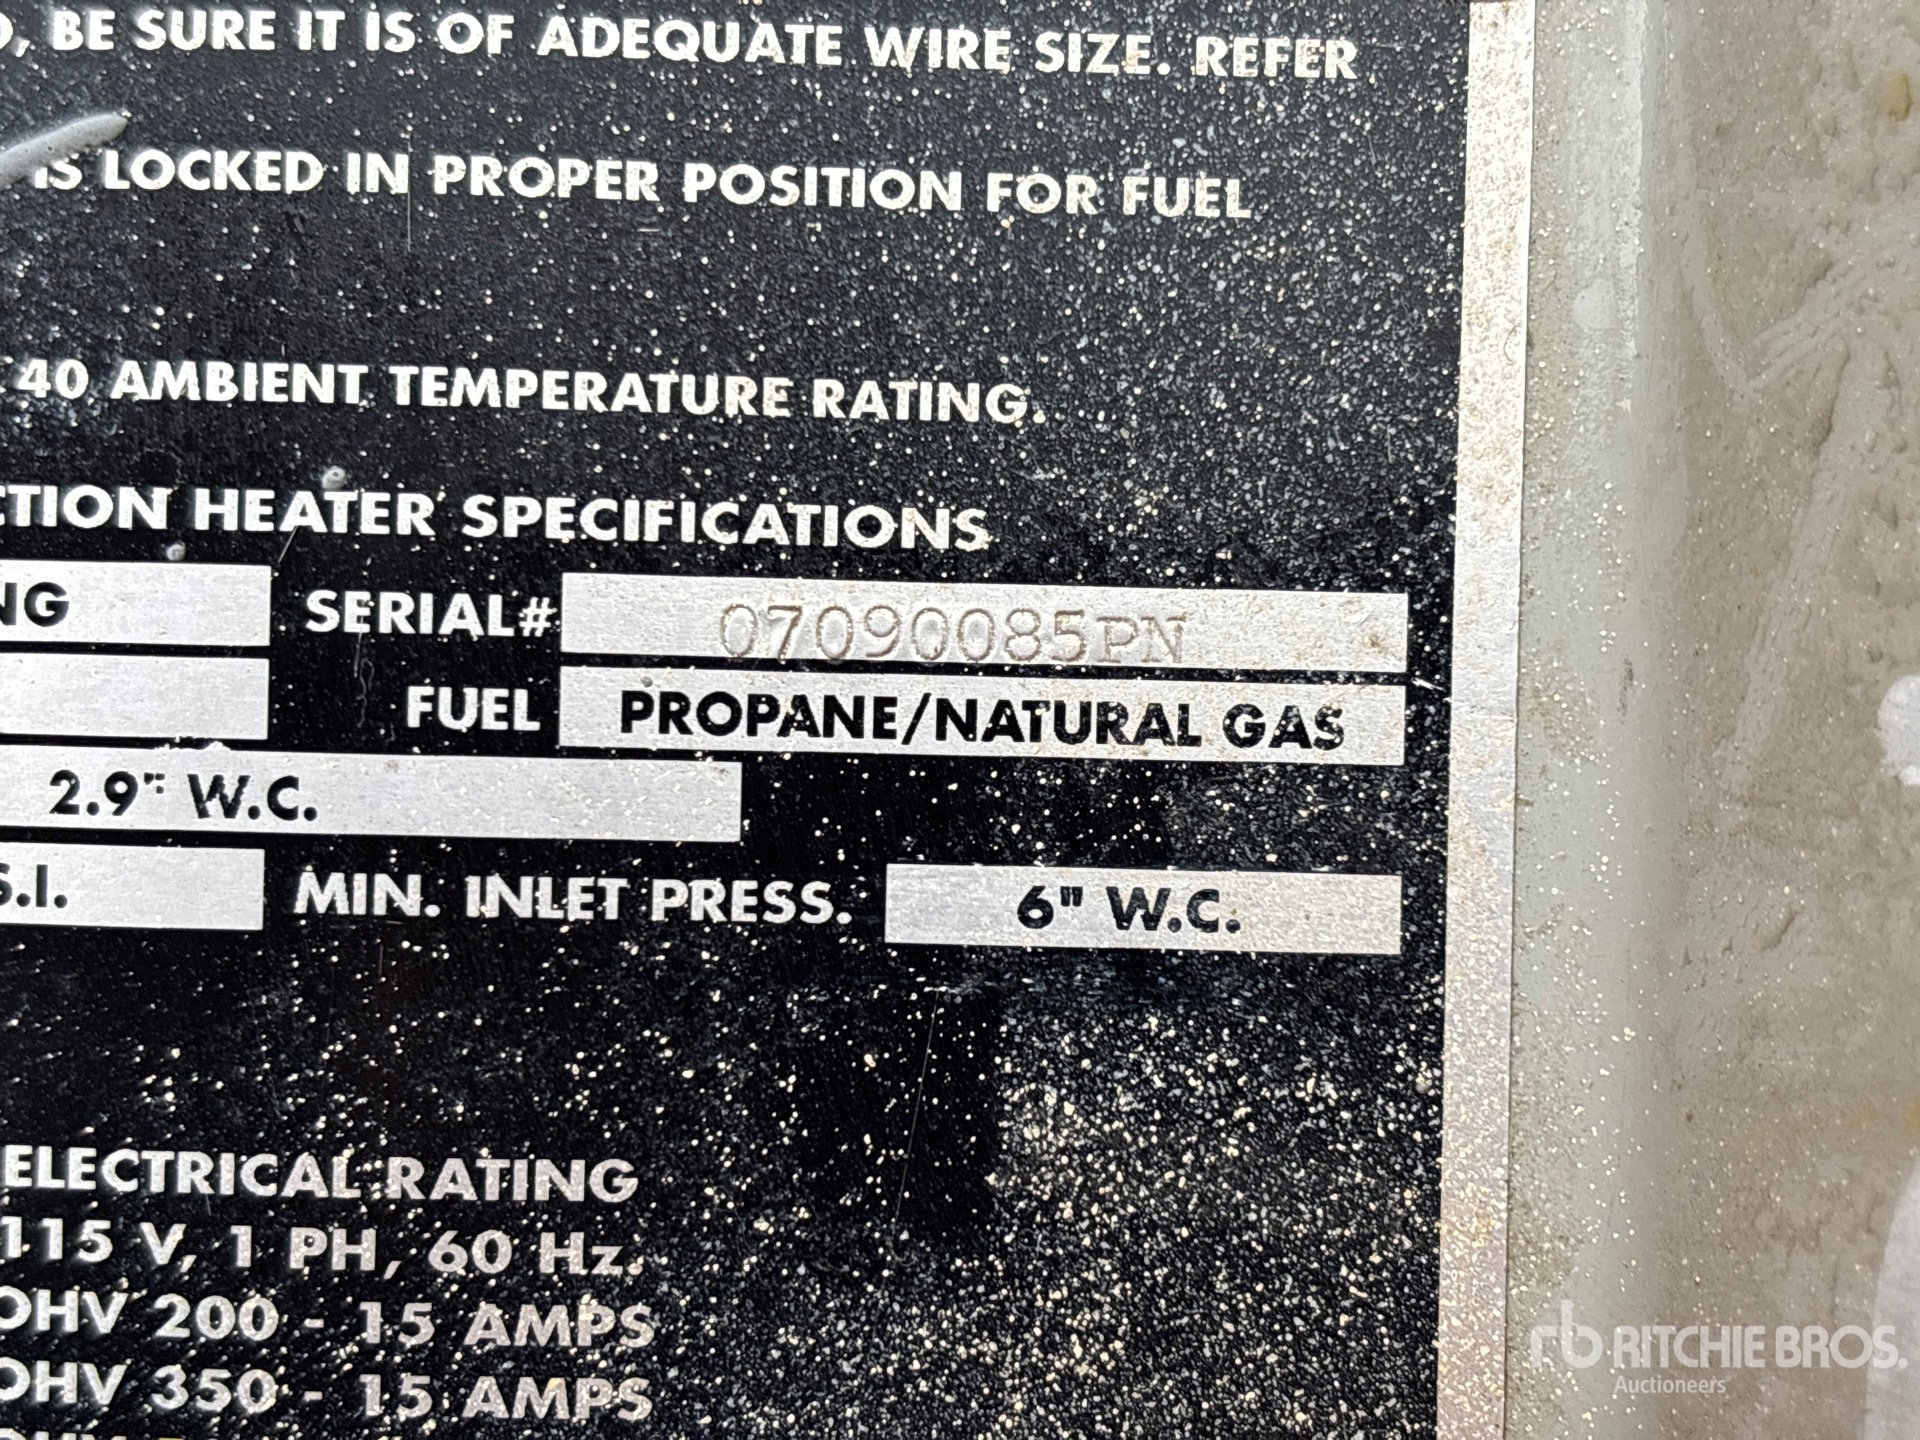 , BE SURE IT IS OF ADEQUATE WIRE SIZE. REFER
IS LOCKED IN PROPER POSITION FOR FUEL
40 AMBIENT TEMPERATURE RATING.
CTION HEATER SPECIFICATIONS
NG SERIAL# 07090085PN
FUEL PROPANE/NATURAL GAS
2.9" W.C.
S.I. MIN. INLET PRESS. 6" W.C.
ELECTRICAL RATING
115 V, 1 PH, 60 Hz.
OHV 200 - 15 AMPS
OHV 350 - 15 AMPS
rb RITCHIE BROS.
Auctioneers